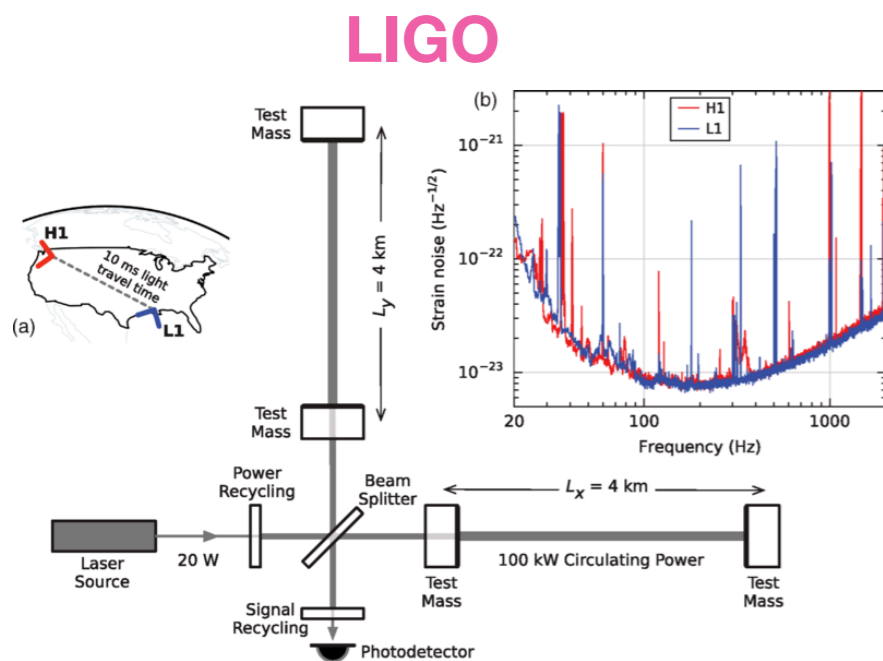 LIGO
Test
Mass
(b)
H1
L1
10⁻²¹
10⁻²²
10⁻²³
Strain noise (Hz⁻¹/²)
20
100
1000
Frequency (Hz)
H1
10 ms light
travel time
(a)
L1
Ly = 4 km
Test
Mass
Power
Recycling
Beam
Splitter
Lx = 4 km
Laser
Source
20 W
100 kW Circulating Power
Test
Mass
Test
Mass
Signal
Recycling
Photodetector